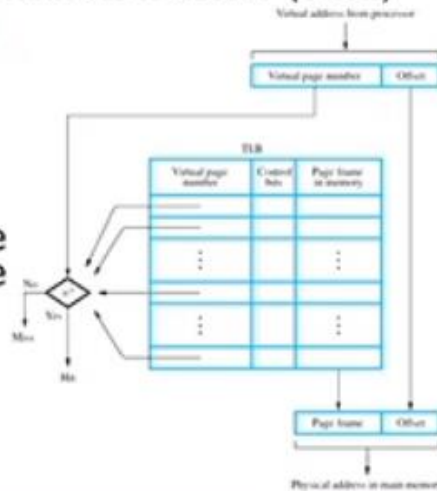 Virtual address from processor
Virtual page number Offset
TLB
Virtual page number
Control bits
Page frame in memory
No
=?
Yes
Miss
Hit
Page frame Offset
Physical address in main memory